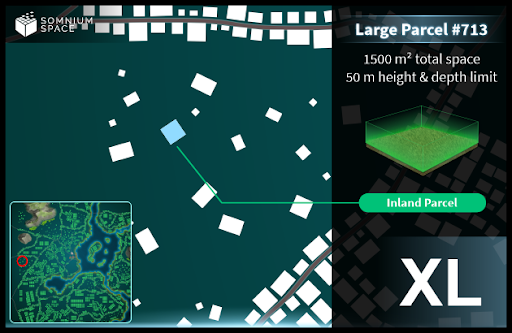 SOMNIUM
SPACE
Large Parcel #713
1500 m² total space
50 m height & depth limit
Inland Parcel
XL